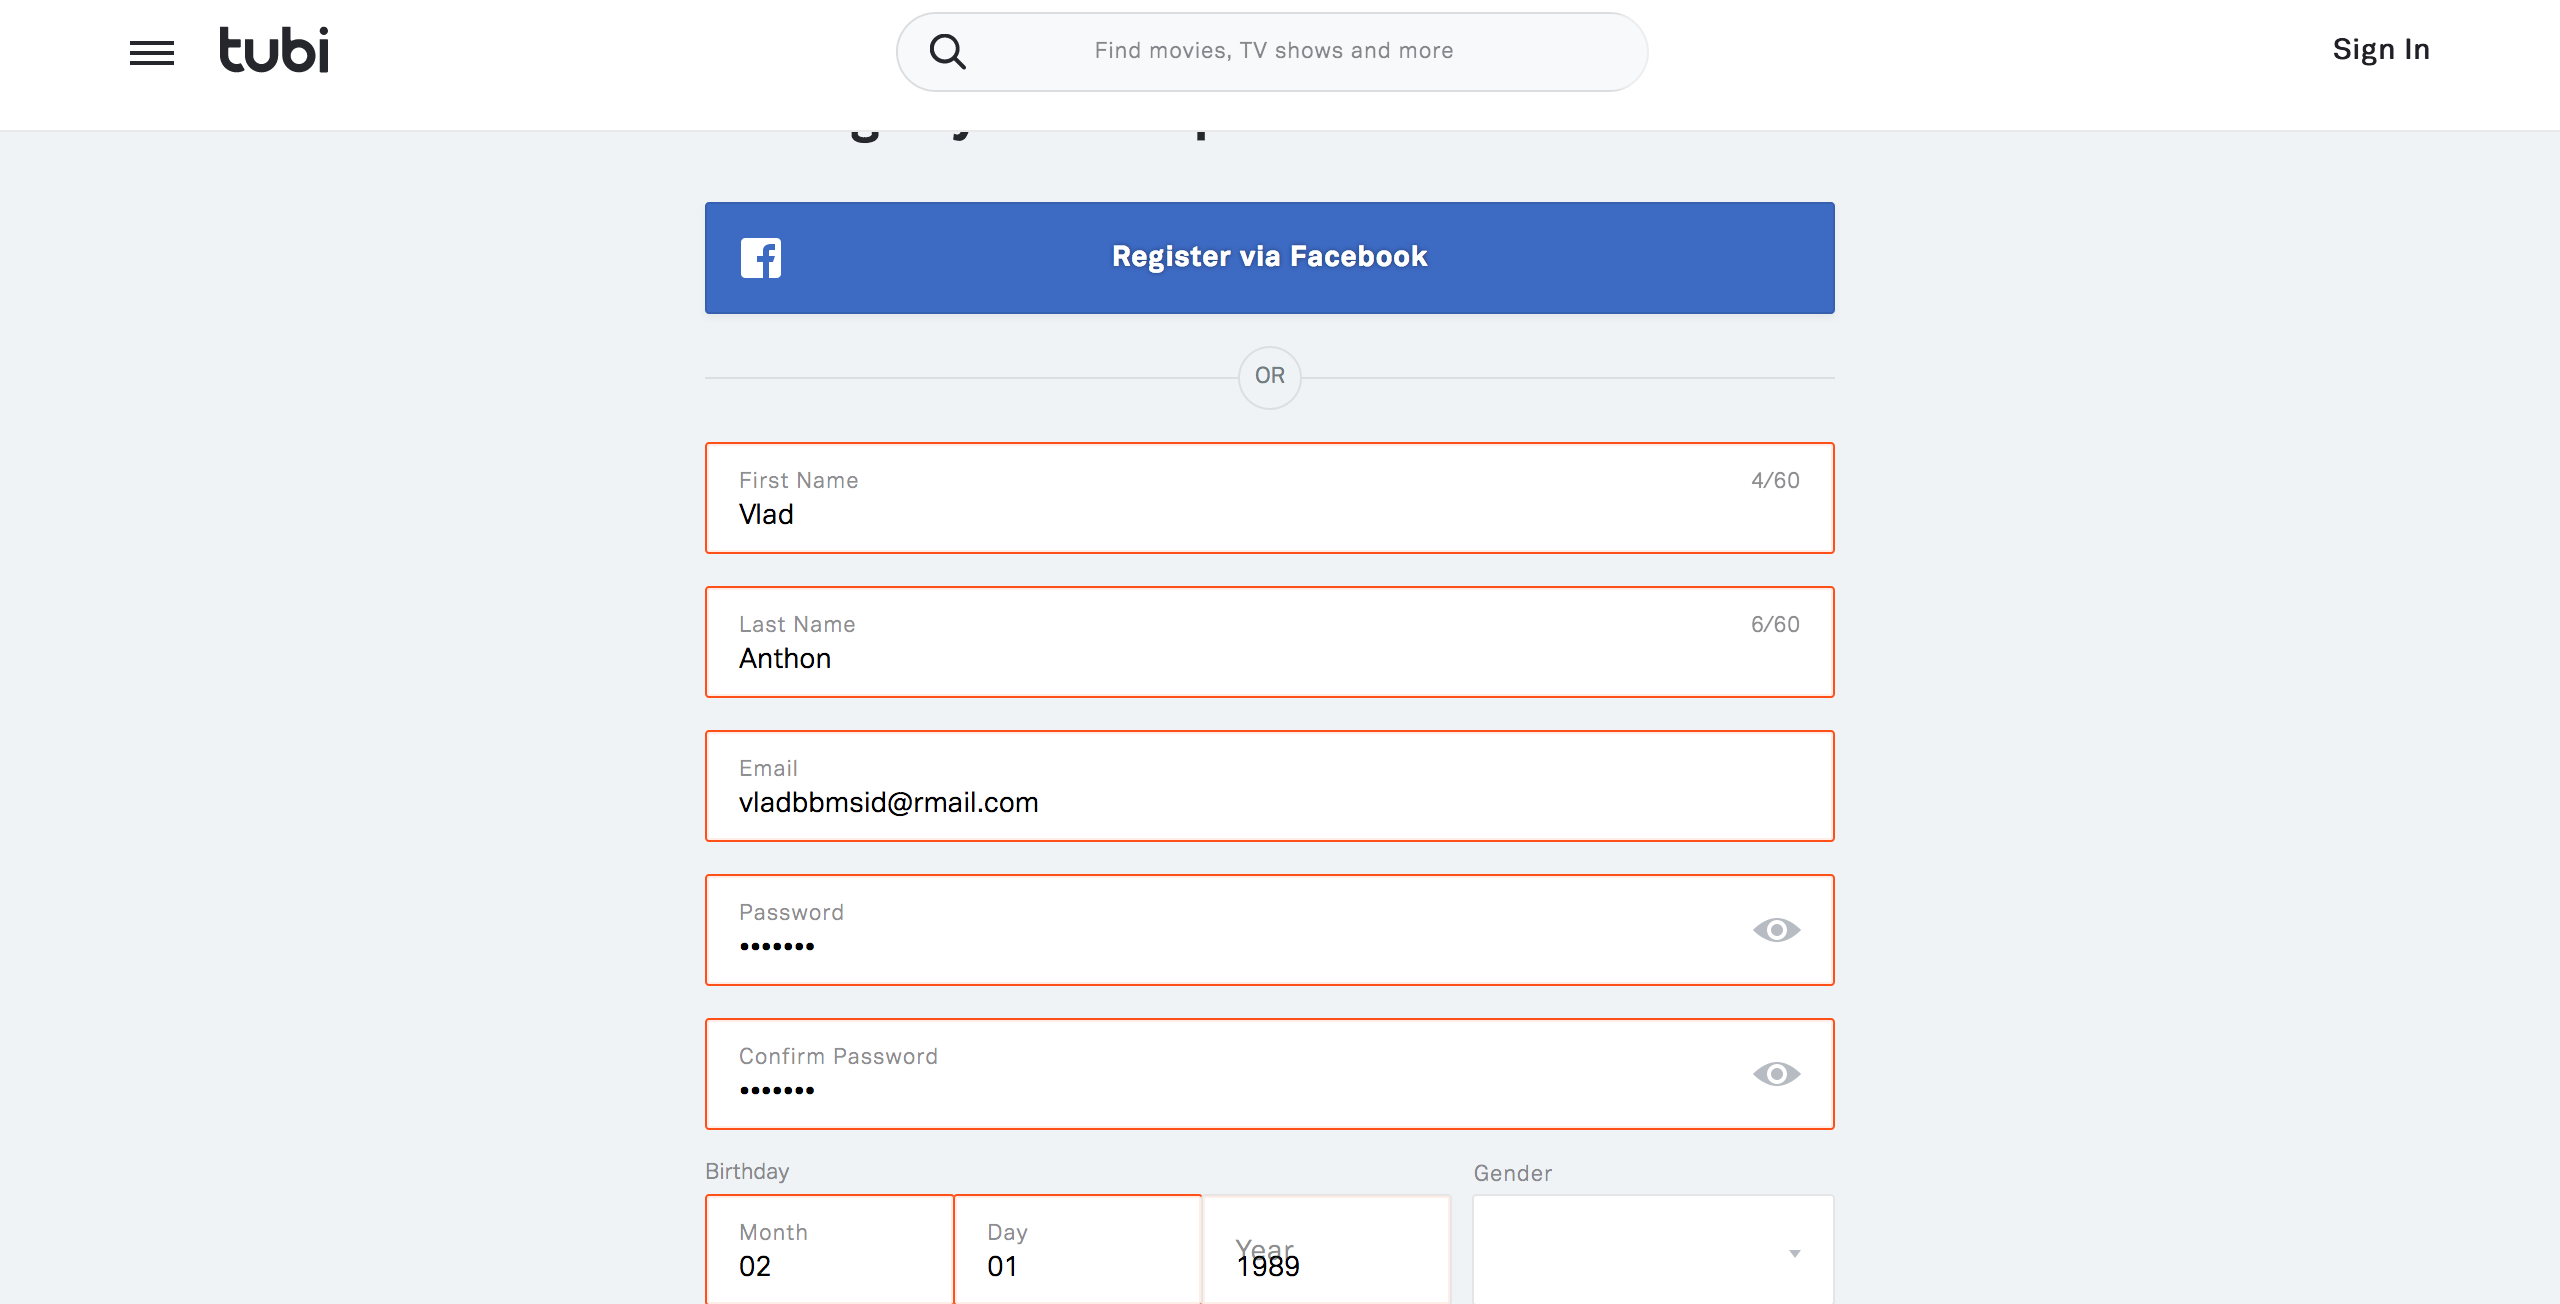 tubi
Find movies, TV shows and more
Sign In
Register via Facebook
OR
First Name
4/60
Vlad
Last Name
6/60
Anthon
Email
vladbbmsid@rmail.com
Password
•••••••
Confirm Password
•••••••
Birthday
Gender
Month
Day
Year
02
01
1989